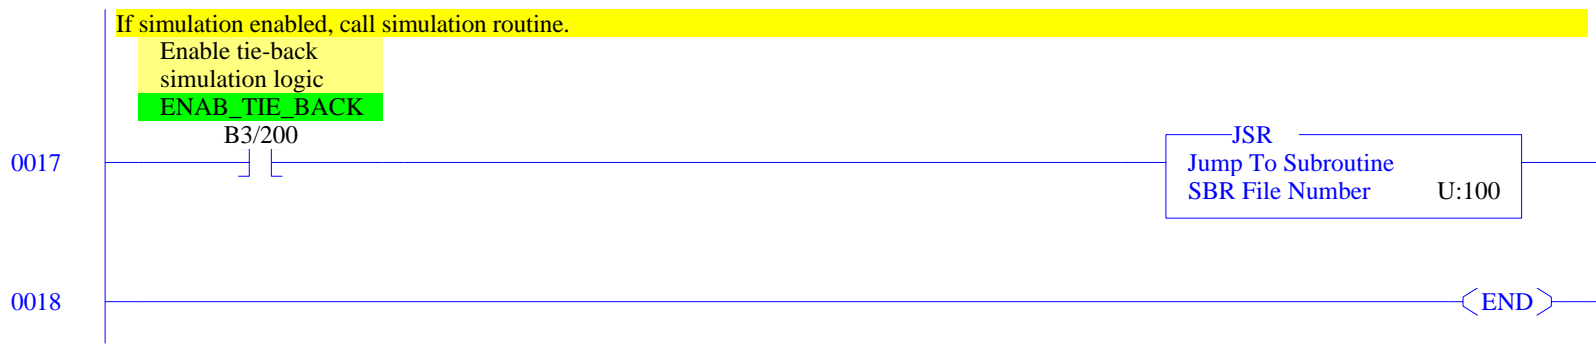 If simulation enabled, call simulation routine.
Enable tie-back
simulation logic
ENAB_TIE_BACK
B3/200
JSR
0017
Jump To Subroutine
SBR File Number U:100
0018
END